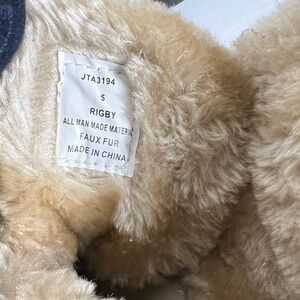 JTA3194
5
RIGBY
ALL MAN MADE MATERIA
FAUX FUR
MADE IN CHINA